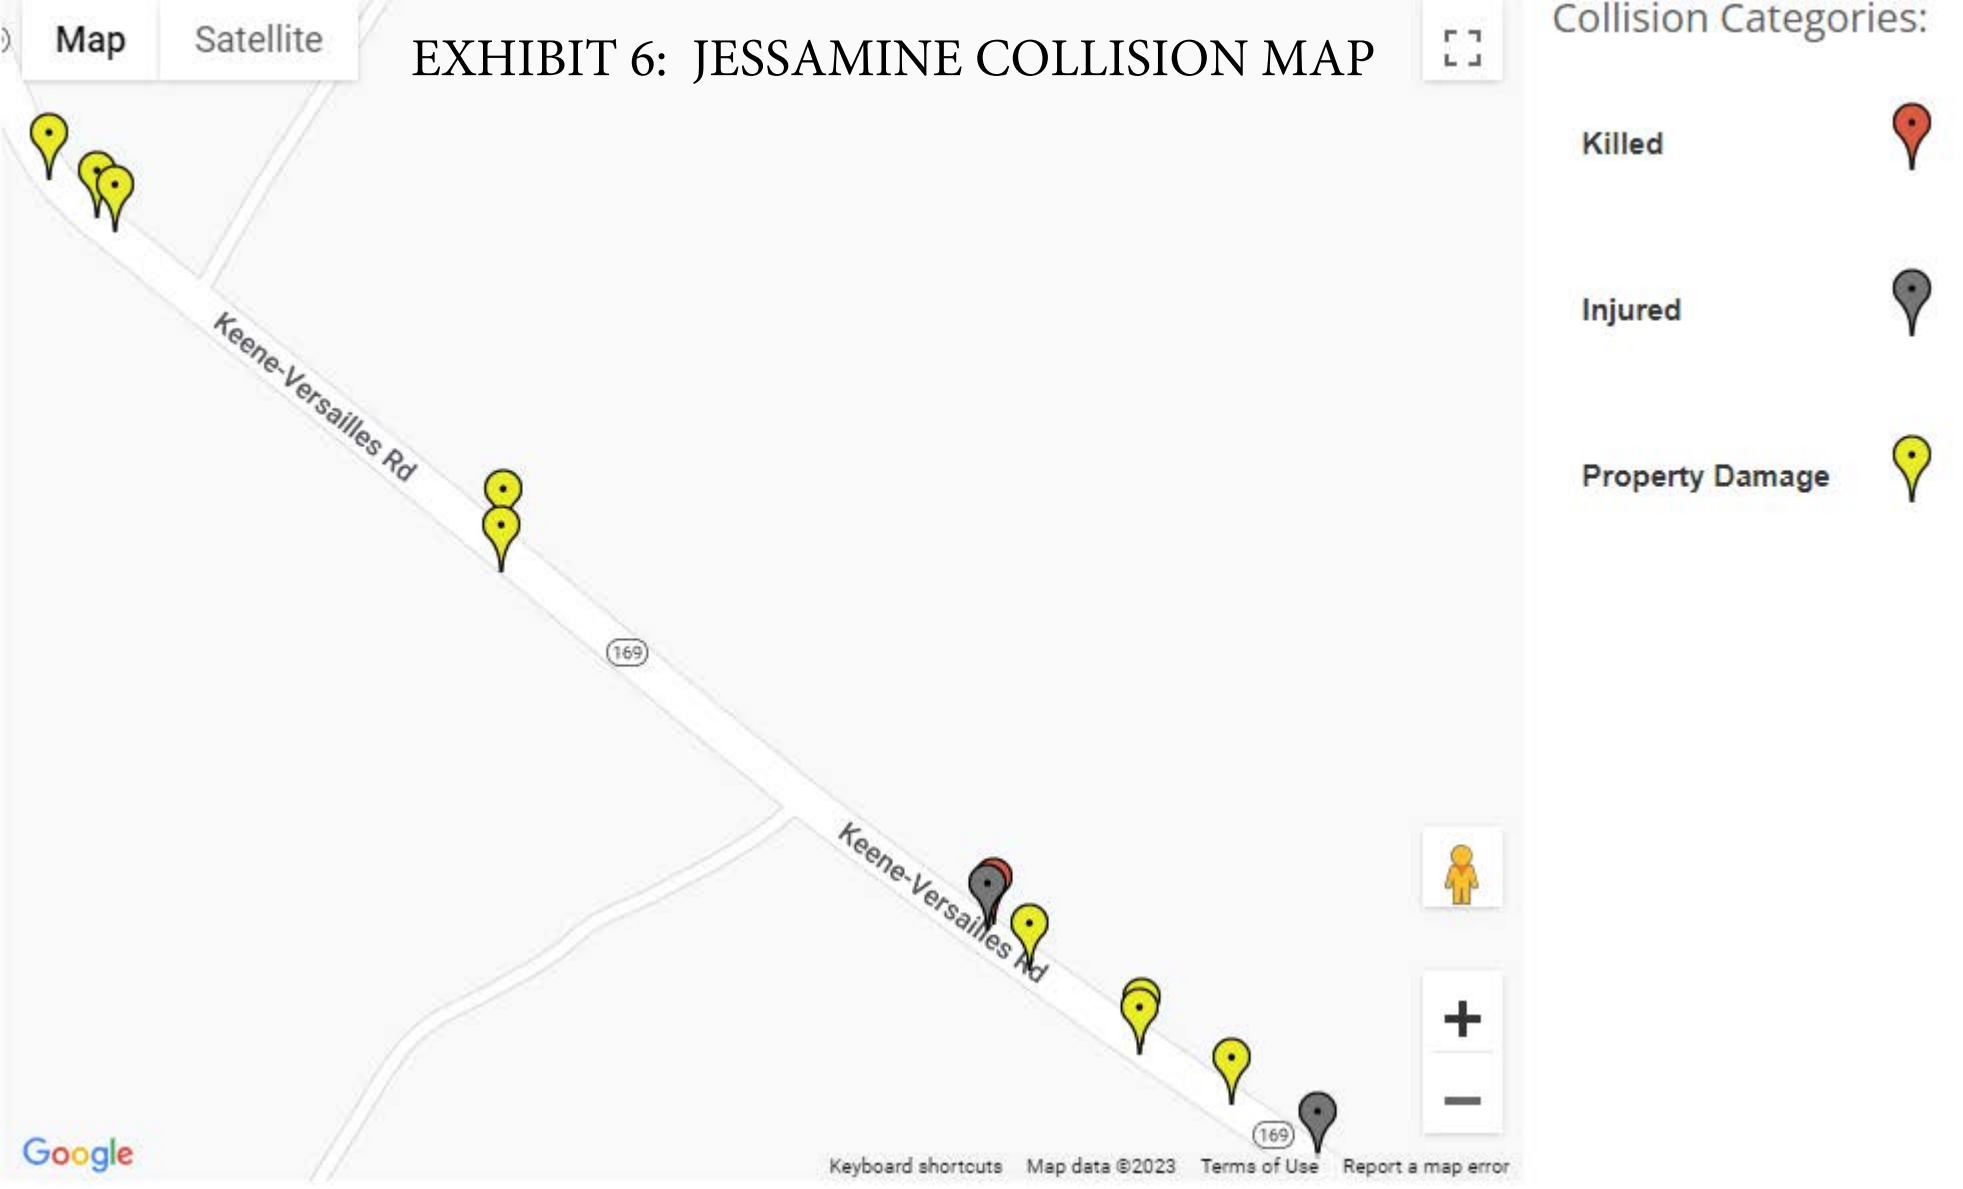 Map
Satellite
EXHIBIT 6: JESSAMINE COLLISION MAP
Collision Categories:
Killed
Injured
Property Damage
Keene-Versailles Rd
169
Keene-Versailles Rd
169
Google
Keyboard shortcuts
Map data ©2023
Terms of Use
Report a map error